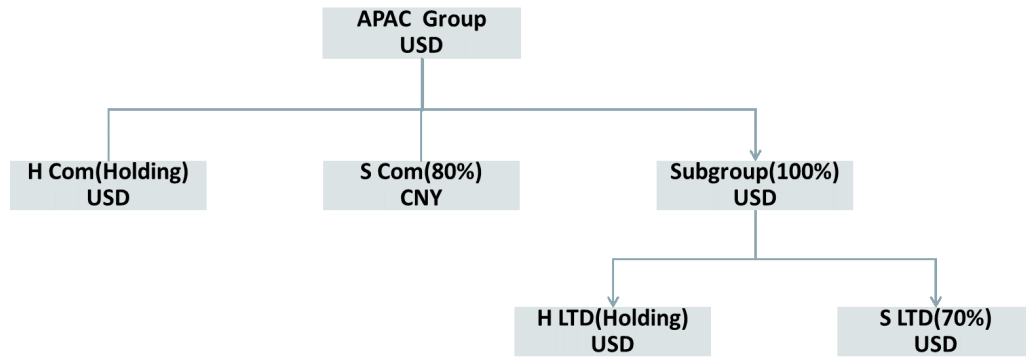 APAC  Group
USD
H Com(Holding)
USD
S Com(80%)
CNY
Subgroup(100%)
USD
H LTD(Holding)
USD
S LTD(70%)
USD